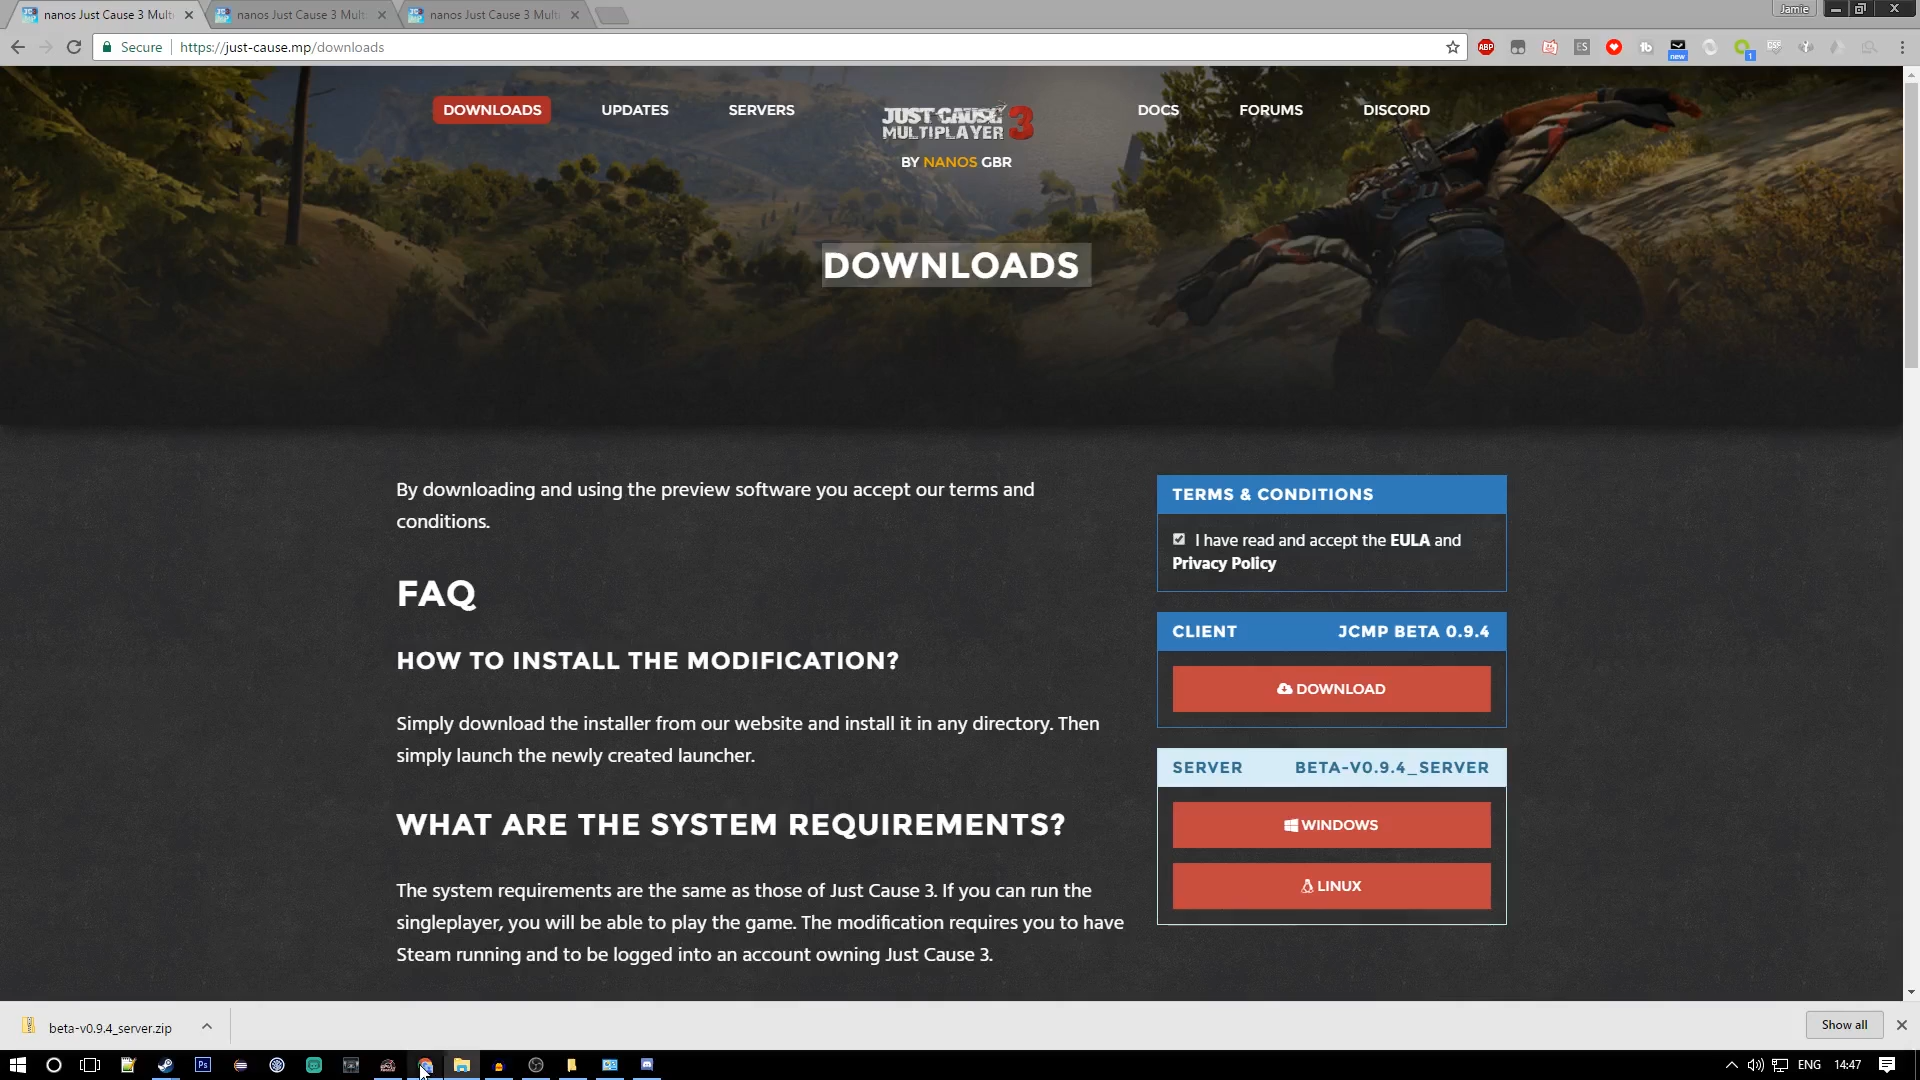 nanos Just Cause 3 Mult
nanos Just Cause 3 Mult
nanos Just Cause 3 Mult
Jamie
Secure
https://just-cause.mp/downloads
ABP
ES
new
1
DOWNLOADS
UPDATES
SERVERS
JUST CAUSE 3
MULTIPLAYER
BY NANOS GBR
DOCS
FORUMS
DISCORD
DOWNLOADS
By downloading and using the preview software you accept our terms and
conditions.
FAQ
HOW TO INSTALL THE MODIFICATION?
Simply download the installer from our website and install it in any directory. Then
simply launch the newly created launcher.
WHAT ARE THE SYSTEM REQUIREMENTS?
The system requirements are the same as those of Just Cause 3. If you can run the
singleplayer, you will be able to play the game. The modification requires you to have
Steam running and to be logged into an account owning Just Cause 3.
TERMS & CONDITIONS
I have read and accept the EULA and
Privacy Policy
CLIENT JCMP BETA 0.9.4
DOWNLOAD
SERVER BETA-V0.9.4_SERVER
WINDOWS
LINUX
beta-v0.9.4_server.zip
Show all
Ps
ENG
14:47